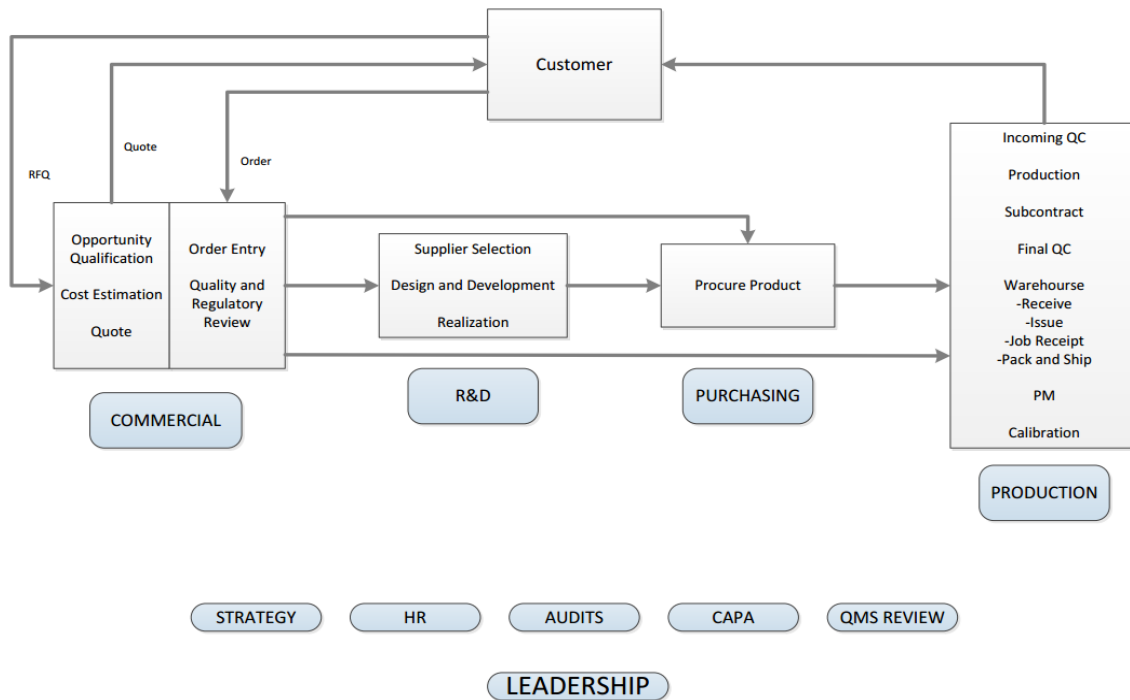 Customer
Quote
Order
RFQ
Opportunity
Qualification
Cost Estimation
Quote
Order Entry
Quality and
Regulatory
Review
Supplier Selection
Design and Development
Realization
Procure Product
Incoming QC
Production
Subcontract
Final QC
Warehourse
-Receive
-Issue
-Job Receipt
-Pack and Ship
PM
Calibration
COMMERCIAL
R&D
PURCHASING
PRODUCTION
STRATEGY
HR
AUDITS
CAPA
QMS REVIEW
LEADERSHIP